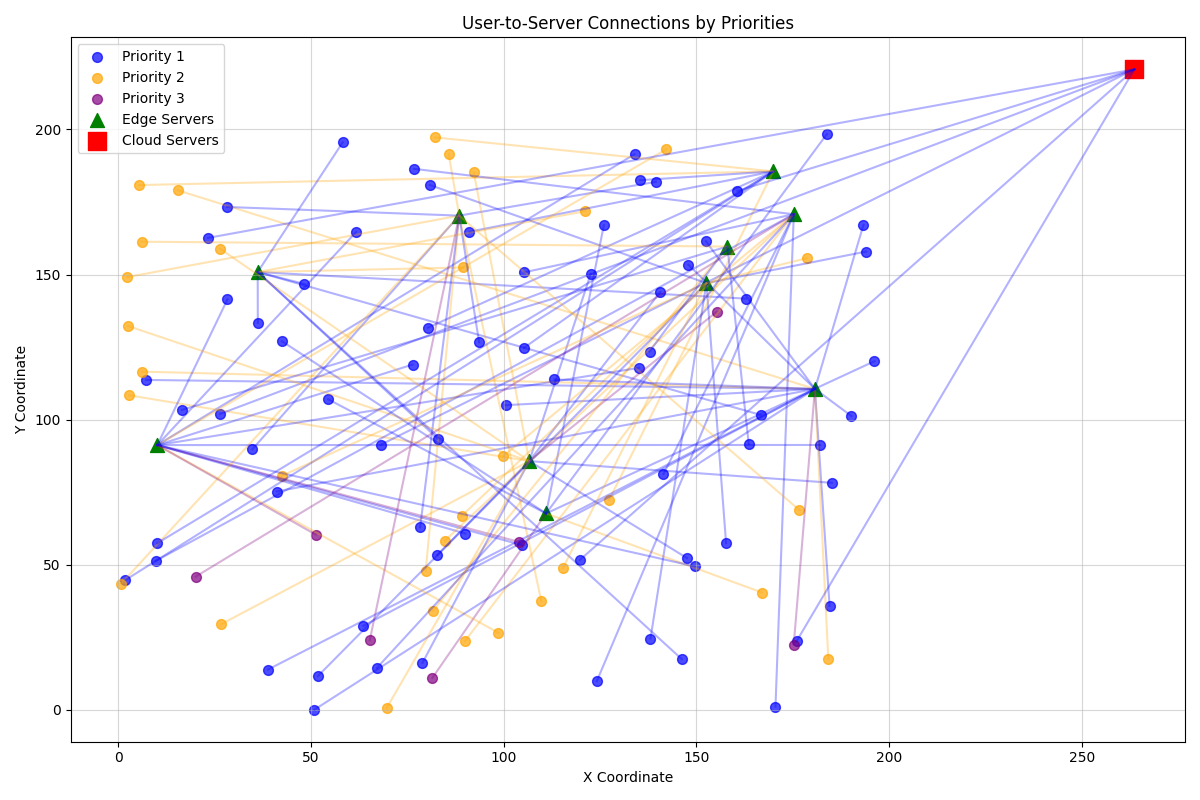 User-to-Server Connections by Priorities
Priority 1
Priority 2
Priority 3
Edge Servers
Cloud Servers
Y Coordinate
200
150
100
50
0
0 50 100 150 200 250
X Coordinate